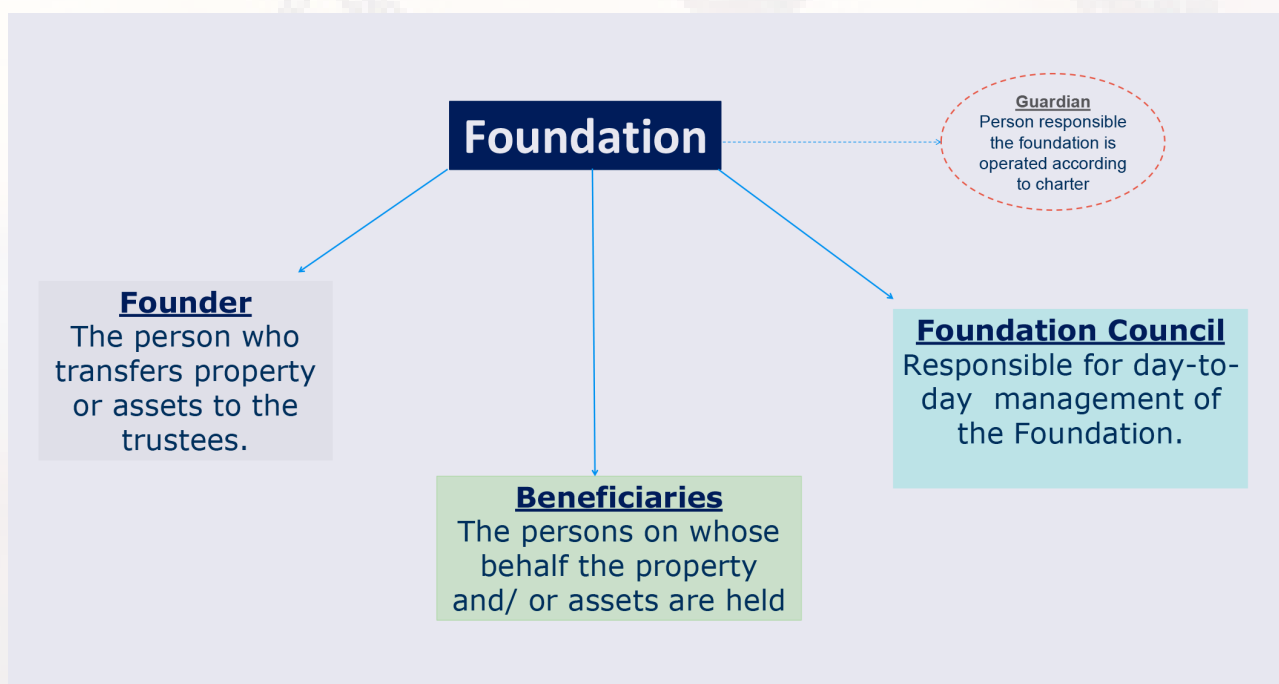 Foundation
Guardian
Person responsible
the foundation is
operated according
to charter
Founder
The person who
transfers property
or assets to the
trustees.
Beneficiaries
The persons on whose
behalf the property
and/ or assets are held
Foundation Council
Responsible for day-to-
day  management of
the Foundation.